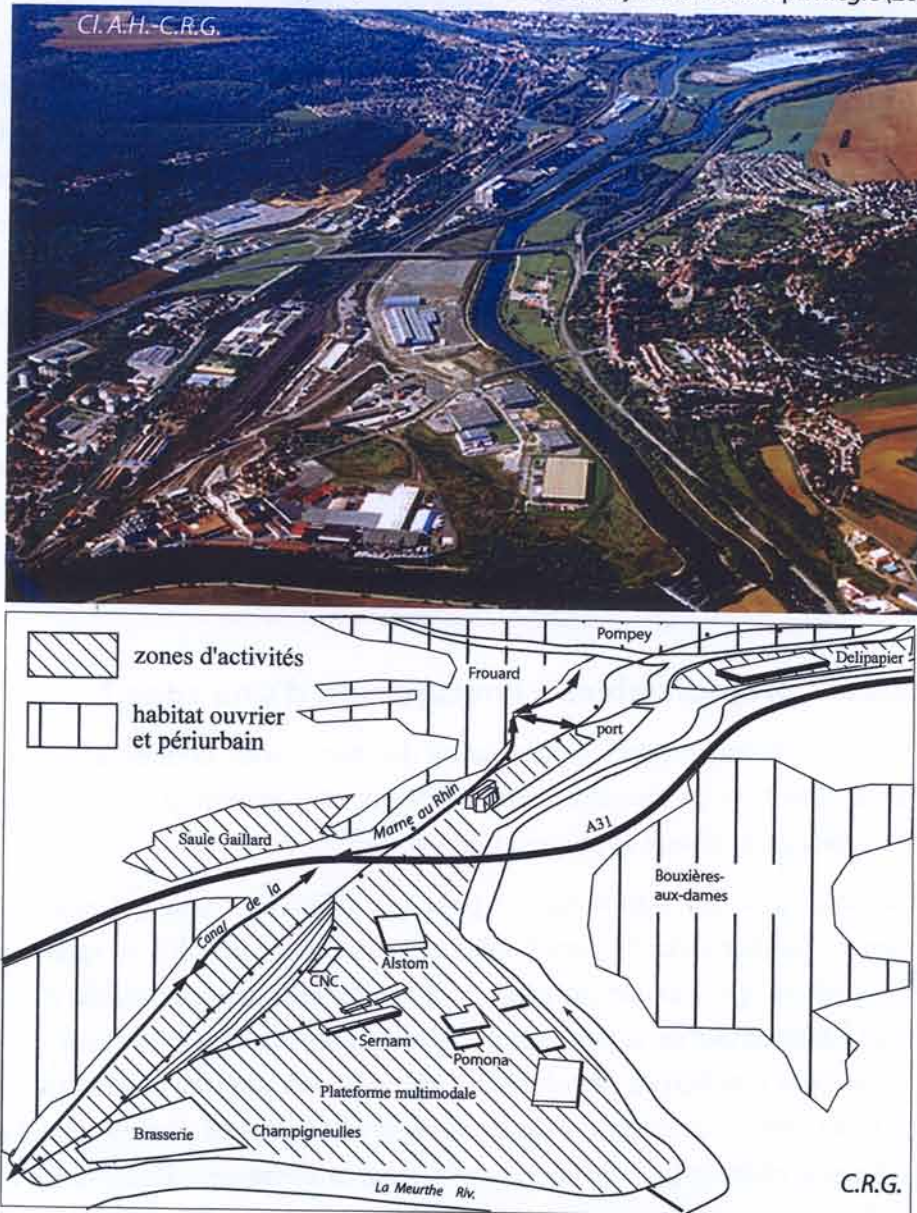 Cl. A.H.-C.R.G.
zones d'activités
habitat ouvrier
et périurbain
Pompey
Delipapier
Frouard
port
Marne au Rhin
Saule Gaillard
A31
Canal de la
Bouxières-
aux-dames
Alstom
CNC
Sernam
Pomona
Plateforme multimodale
Brasserie
Champigneulles
La Meurthe Riv.
C.R.G.